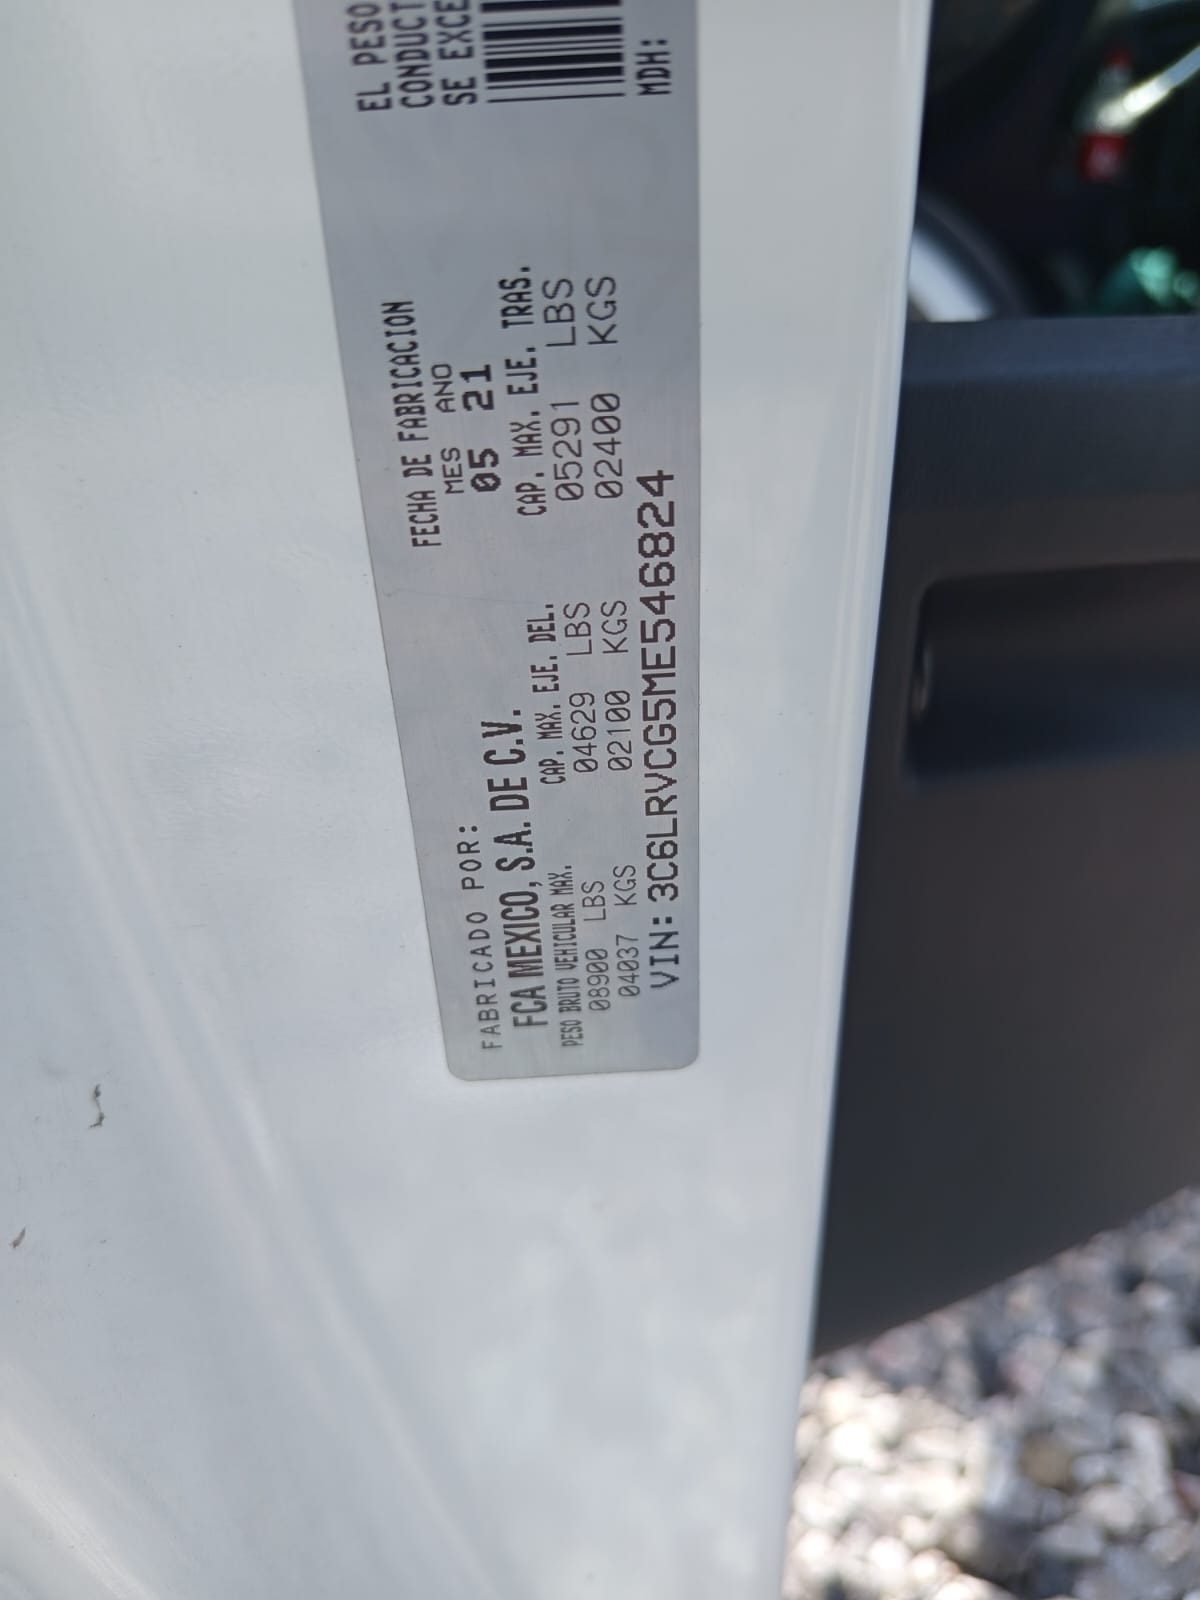 FABRICADO POR:
FCA MEXICO, S.A. DE C.V.
FECHA DE FABRICACION
MES ANO
05 21
PESO BRUTO VEHICULAR MAX.
08900 LBS
04037 KGS
CAP. MAX. EJE. DEL.
04629 LBS
02100 KGS
CAP. MAX. EJE. TRAS.
05291 LBS
02400 KGS
VIN: 3C6LRVCG5ME546824
EL PESO
CONDUCT
SE EXCE
MDH: